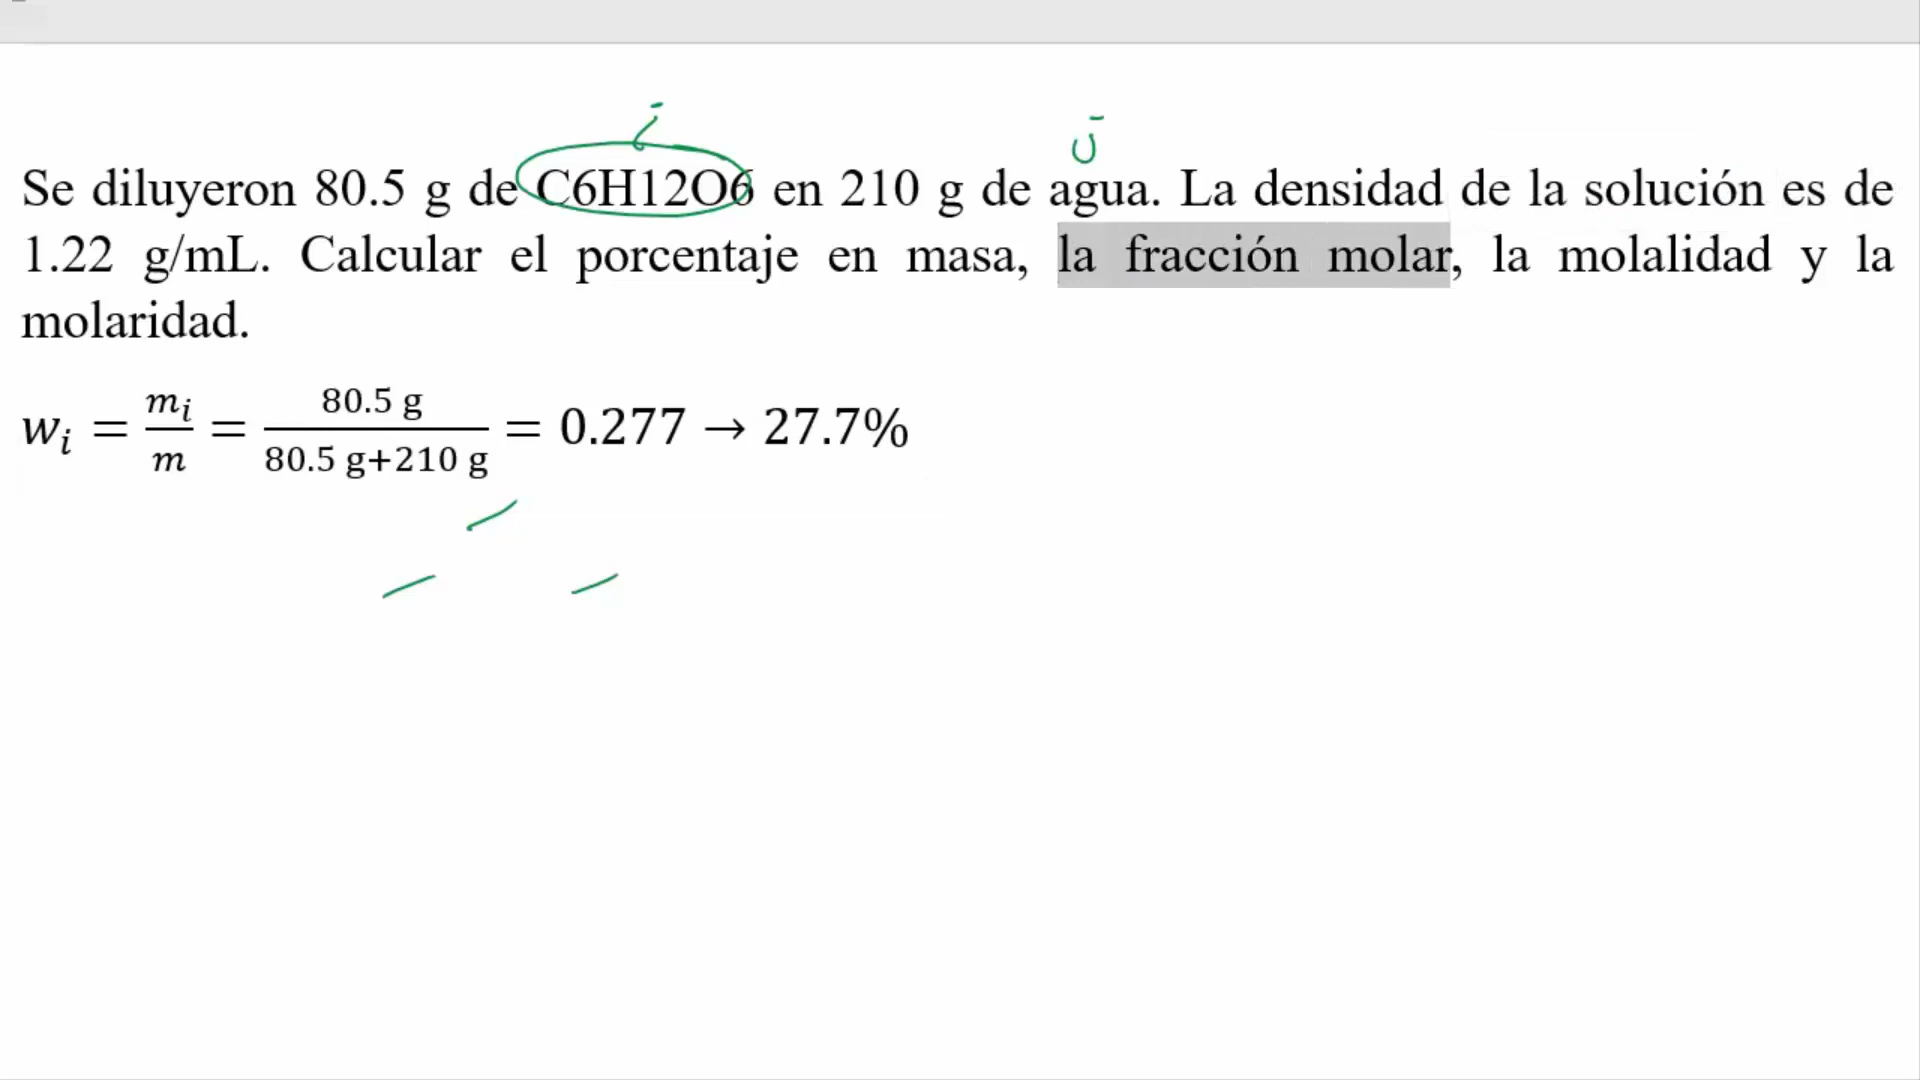 i
j
Se diluyeron 80.5 g de C6H12O6 en 210 g de agua. La densidad de la solución es de
1.22 g/mL. Calcular el porcentaje en masa, la fracción molar, la molalidad y la
molaridad.
w_i = m_i/m = 80.5 g/(80.5 g+210 g) = 0.277 → 27.7%